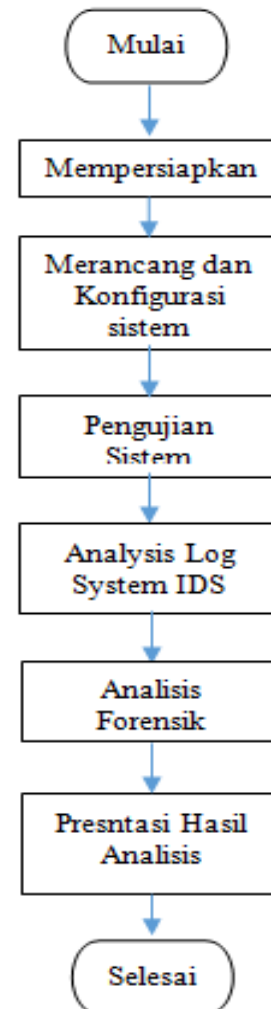 Mulai
Mempersiapkan
Merancang dan
Konfigurasi
sistem
Pengujian
Sistem
Analysis Log
System IDS
Analisis
Forensik
Presntasi Hasil
Analisis
Selesai